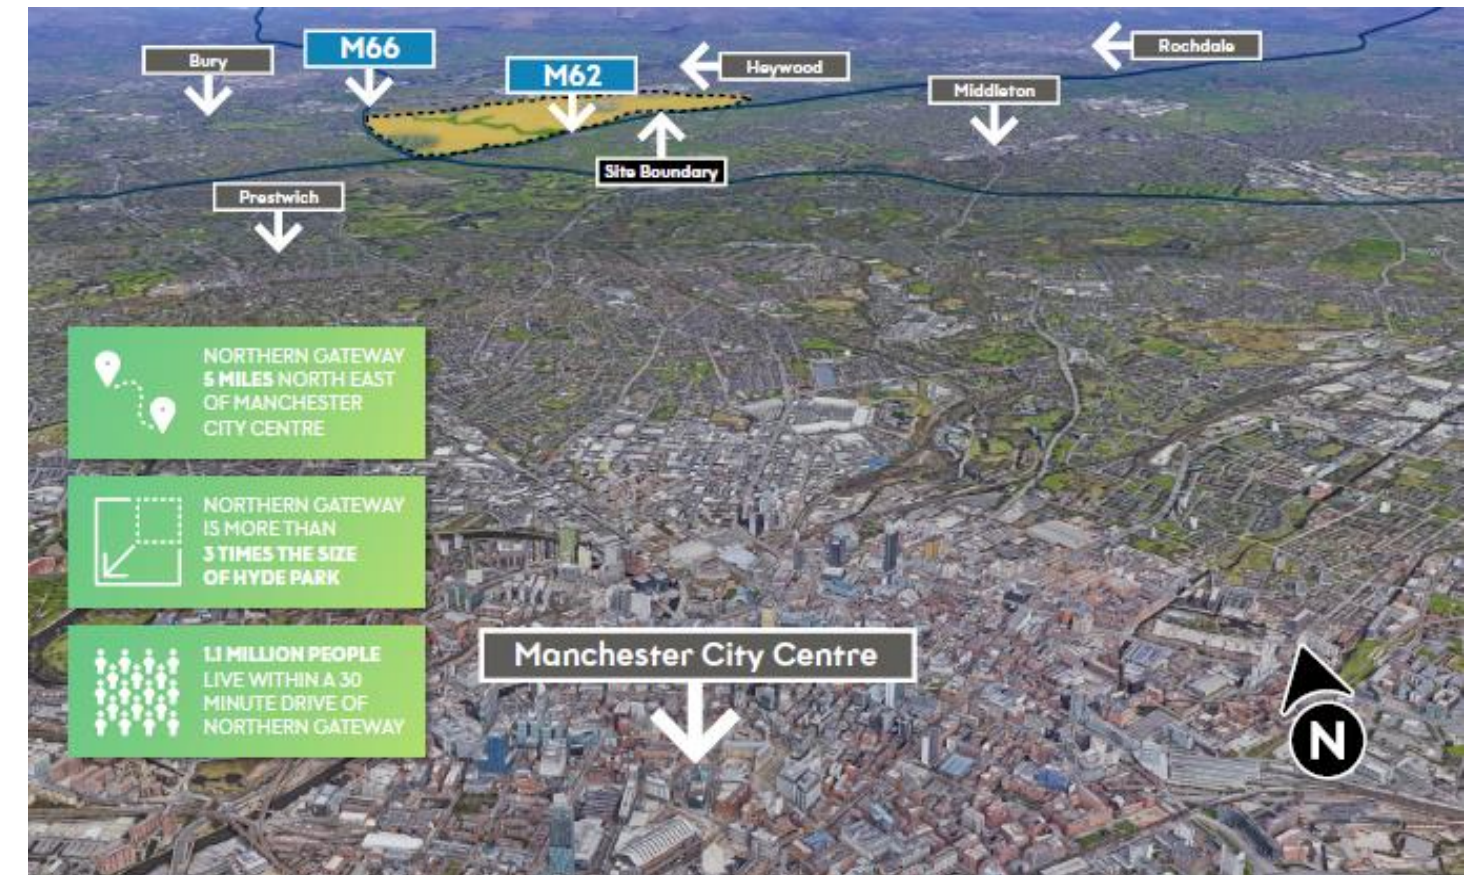 M66
Bury
M62
Heywood
Rochdale
Middleton
Site Boundary
Prestwich
NORTHERN GATEWAY
5 MILES NORTH EAST
OF MANCHESTER
CITY CENTRE
NORTHERN GATEWAY
IS MORE THAN
3 TIMES THE SIZE
OF HYDE PARK
1.1 MILLION PEOPLE
LIVE WITHIN A 30
MINUTE DRIVE OF
NORTHERN GATEWAY
Manchester City Centre
N